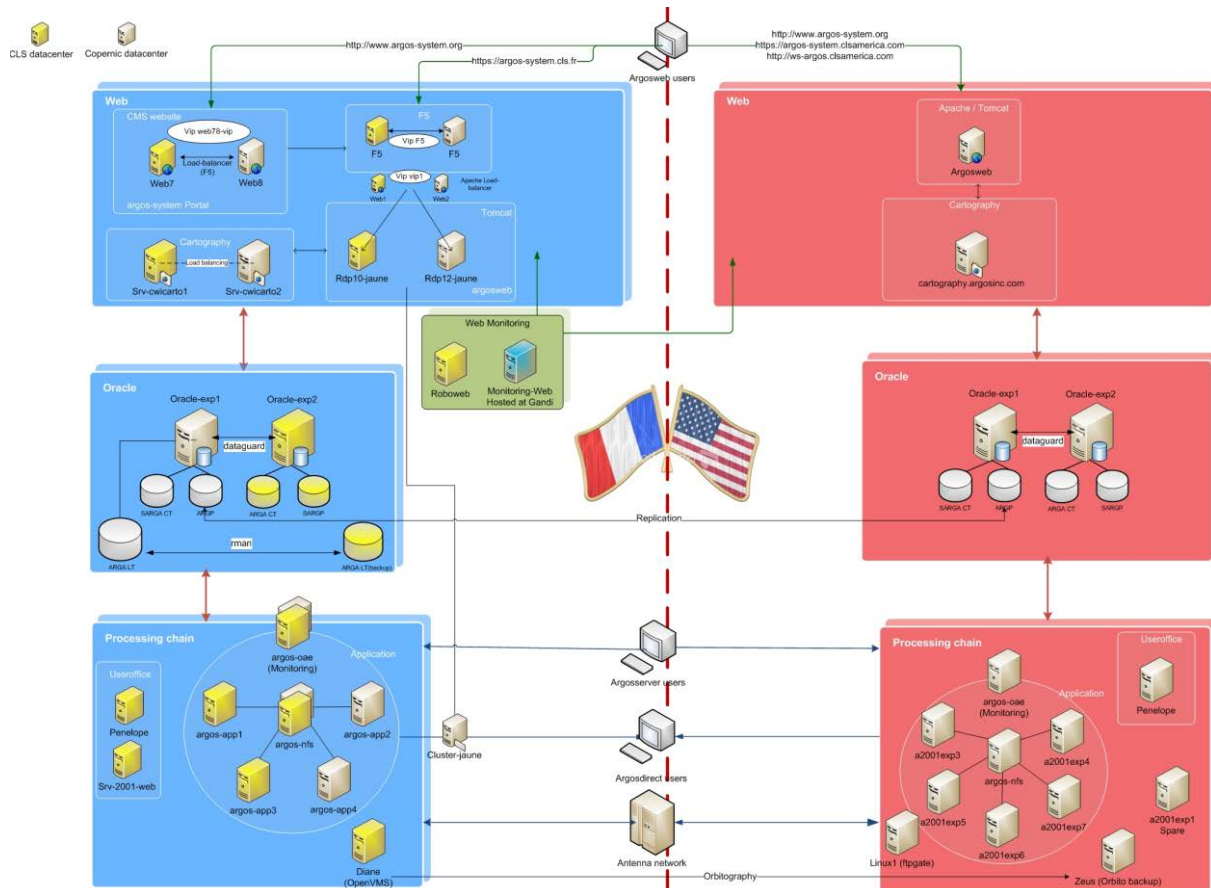 CLS datacenter
Copernic datacenter
http://www.argos-system.org
https://argos-system.cls.fr
Argosweb users
http://www.argos-system.org
https://argos-system.clsamerica.com
http://ws-argos.clsamerica.com
Web
CMS website
Vip web78-vip
Load-balancer
(F5)
Web7
Web8
argos-system Portal
F5
Vip F5
F5
F5
Vip vip1
Web1
Web2
Apache Load-
balancer
Tomcat
Rdp10-jaune
Rdp12-jaune
argosweb
Cartography
Load balancing
Srv-cwicarto1
Srv-cwicarto2
Web
Apache / Tomcat
Argosweb
Cartography
cartography.argosinc.com
Web Monitoring
Roboweb
Monitoring-Web
Hosted at Gandi
Oracle
Oracle-exp1
Oracle-exp2
dataguard
SARGA CT
ARGP
ARGA CT
SARGP
rman
ARGA LT
ARGA LT(backup)
Replication
Oracle
Oracle-exp1
Oracle-exp2
dataguard
SARGA CT
ARGP
ARGA CT
SARGP
Processing chain
Useroffice
Penelope
Srv-2001-web
argos-oae
(Monitoring)
Application
argos-app1
argos-nfs
argos-app2
argos-app3
argos-app4
Diane
(OpenVMS)
Cluster-jaune
Argosserver users
Argosdirect users
Antenna network
Orbitography
Processing chain
Useroffice
Penelope
argos-oae
(Monitoring)
Application
a2001exp3
a2001exp4
argos-nfs
a2001exp5
a2001exp7
a2001exp6
a2001exp1
Spare
Linux1 (ftpgate)
Zeus (Orbito backup)